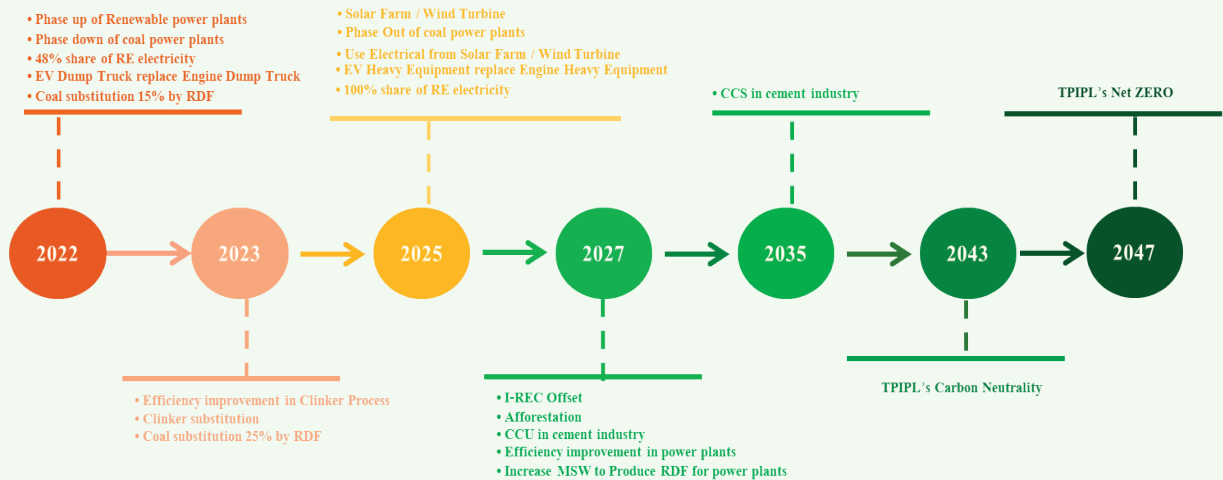 • Phase up of Renewable power plants
• Phase down of coal power plants
• 48% share of RE electricity
• EV Dump Truck replace Engine Dump Truck
• Coal substitution 15% by RDF
• Solar Farm / Wind Turbine
• Phase Out of coal power plants
• Use Electrical from Solar Farm / Wind Turbine
• EV Heavy Equipment replace Engine Heavy Equipment
• 100% share of RE electricity
• CCS in cement industry
TPIPL's Net ZERO
2022
2023
2025
2027
2035
2043
2047
• Efficiency improvement in Clinker Process
• Clinker substitution
• Coal substitution 25% by RDF
• I-REC Offset
• Afforestation
• CCU in cement industry
• Efficiency improvement in power plants
• Increase MSW to Produce RDF for power plants
TPIPL's Carbon Neutrality